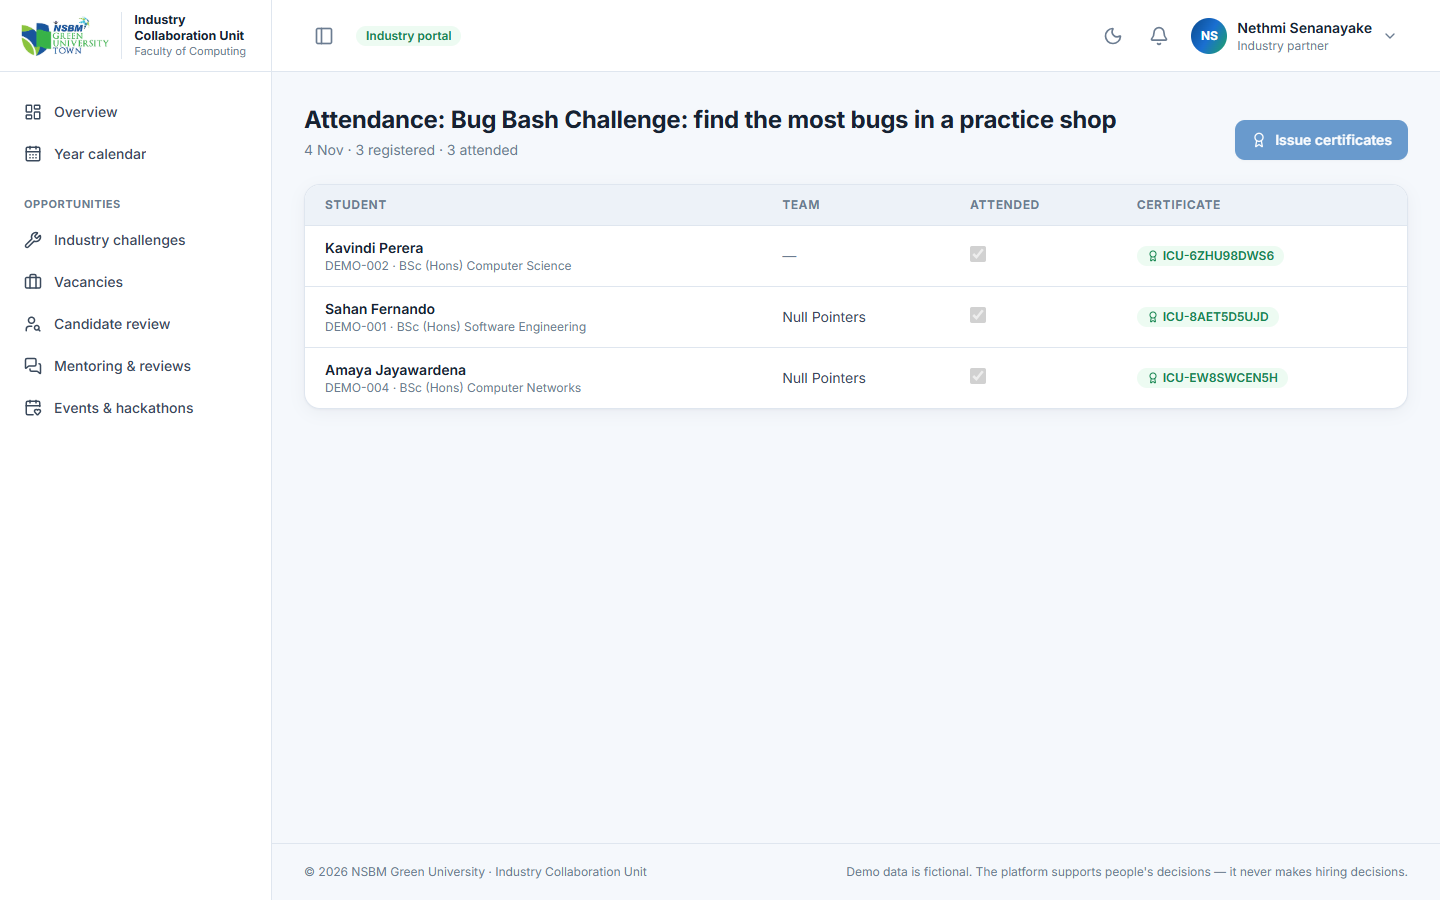 NSBM
GREEN
UNIVERSITY
TOWN
Industry
Collaboration Unit
Faculty of Computing
Industry portal
NS
Nethmi Senanayake
Industry partner
Overview
Year calendar
OPPORTUNITIES
Industry challenges
Vacancies
Candidate review
Mentoring & reviews
Events & hackathons
Attendance: Bug Bash Challenge: find the most bugs in a practice shop
4 Nov · 3 registered · 3 attended
Issue certificates
STUDENT TEAM ATTENDED CERTIFICATE
Kavindi Perera
DEMO-002 · BSc (Hons) Computer Science
— ICU-6ZHU98DWS6
Sahan Fernando
DEMO-001 · BSc (Hons) Software Engineering
Null Pointers ICU-8AET5D5UJD
Amaya Jayawardena
DEMO-004 · BSc (Hons) Computer Networks
Null Pointers ICU-EW8SWCEN5H
© 2026 NSBM Green University · Industry Collaboration Unit
Demo data is fictional. The platform supports people's decisions — it never makes hiring decisions.